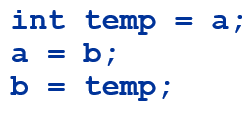 int temp = a;
a = b;
b = temp;